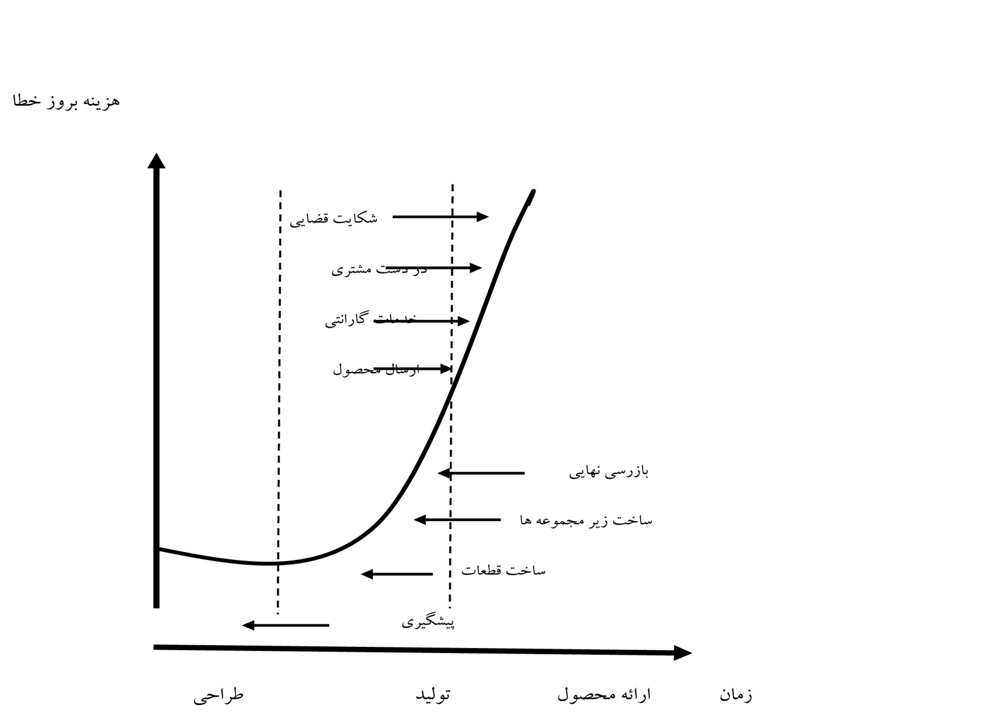 هزینه بروز خطا
شکایت قضایی
در دست مشتری
خدمات گارانتی
ارسال محصول
بازرسی نهایی
ساخت زیر مجموعه ها
ساخت قطعات
پیشگیری
زمان
ارائه محصول
تولید
طراحی